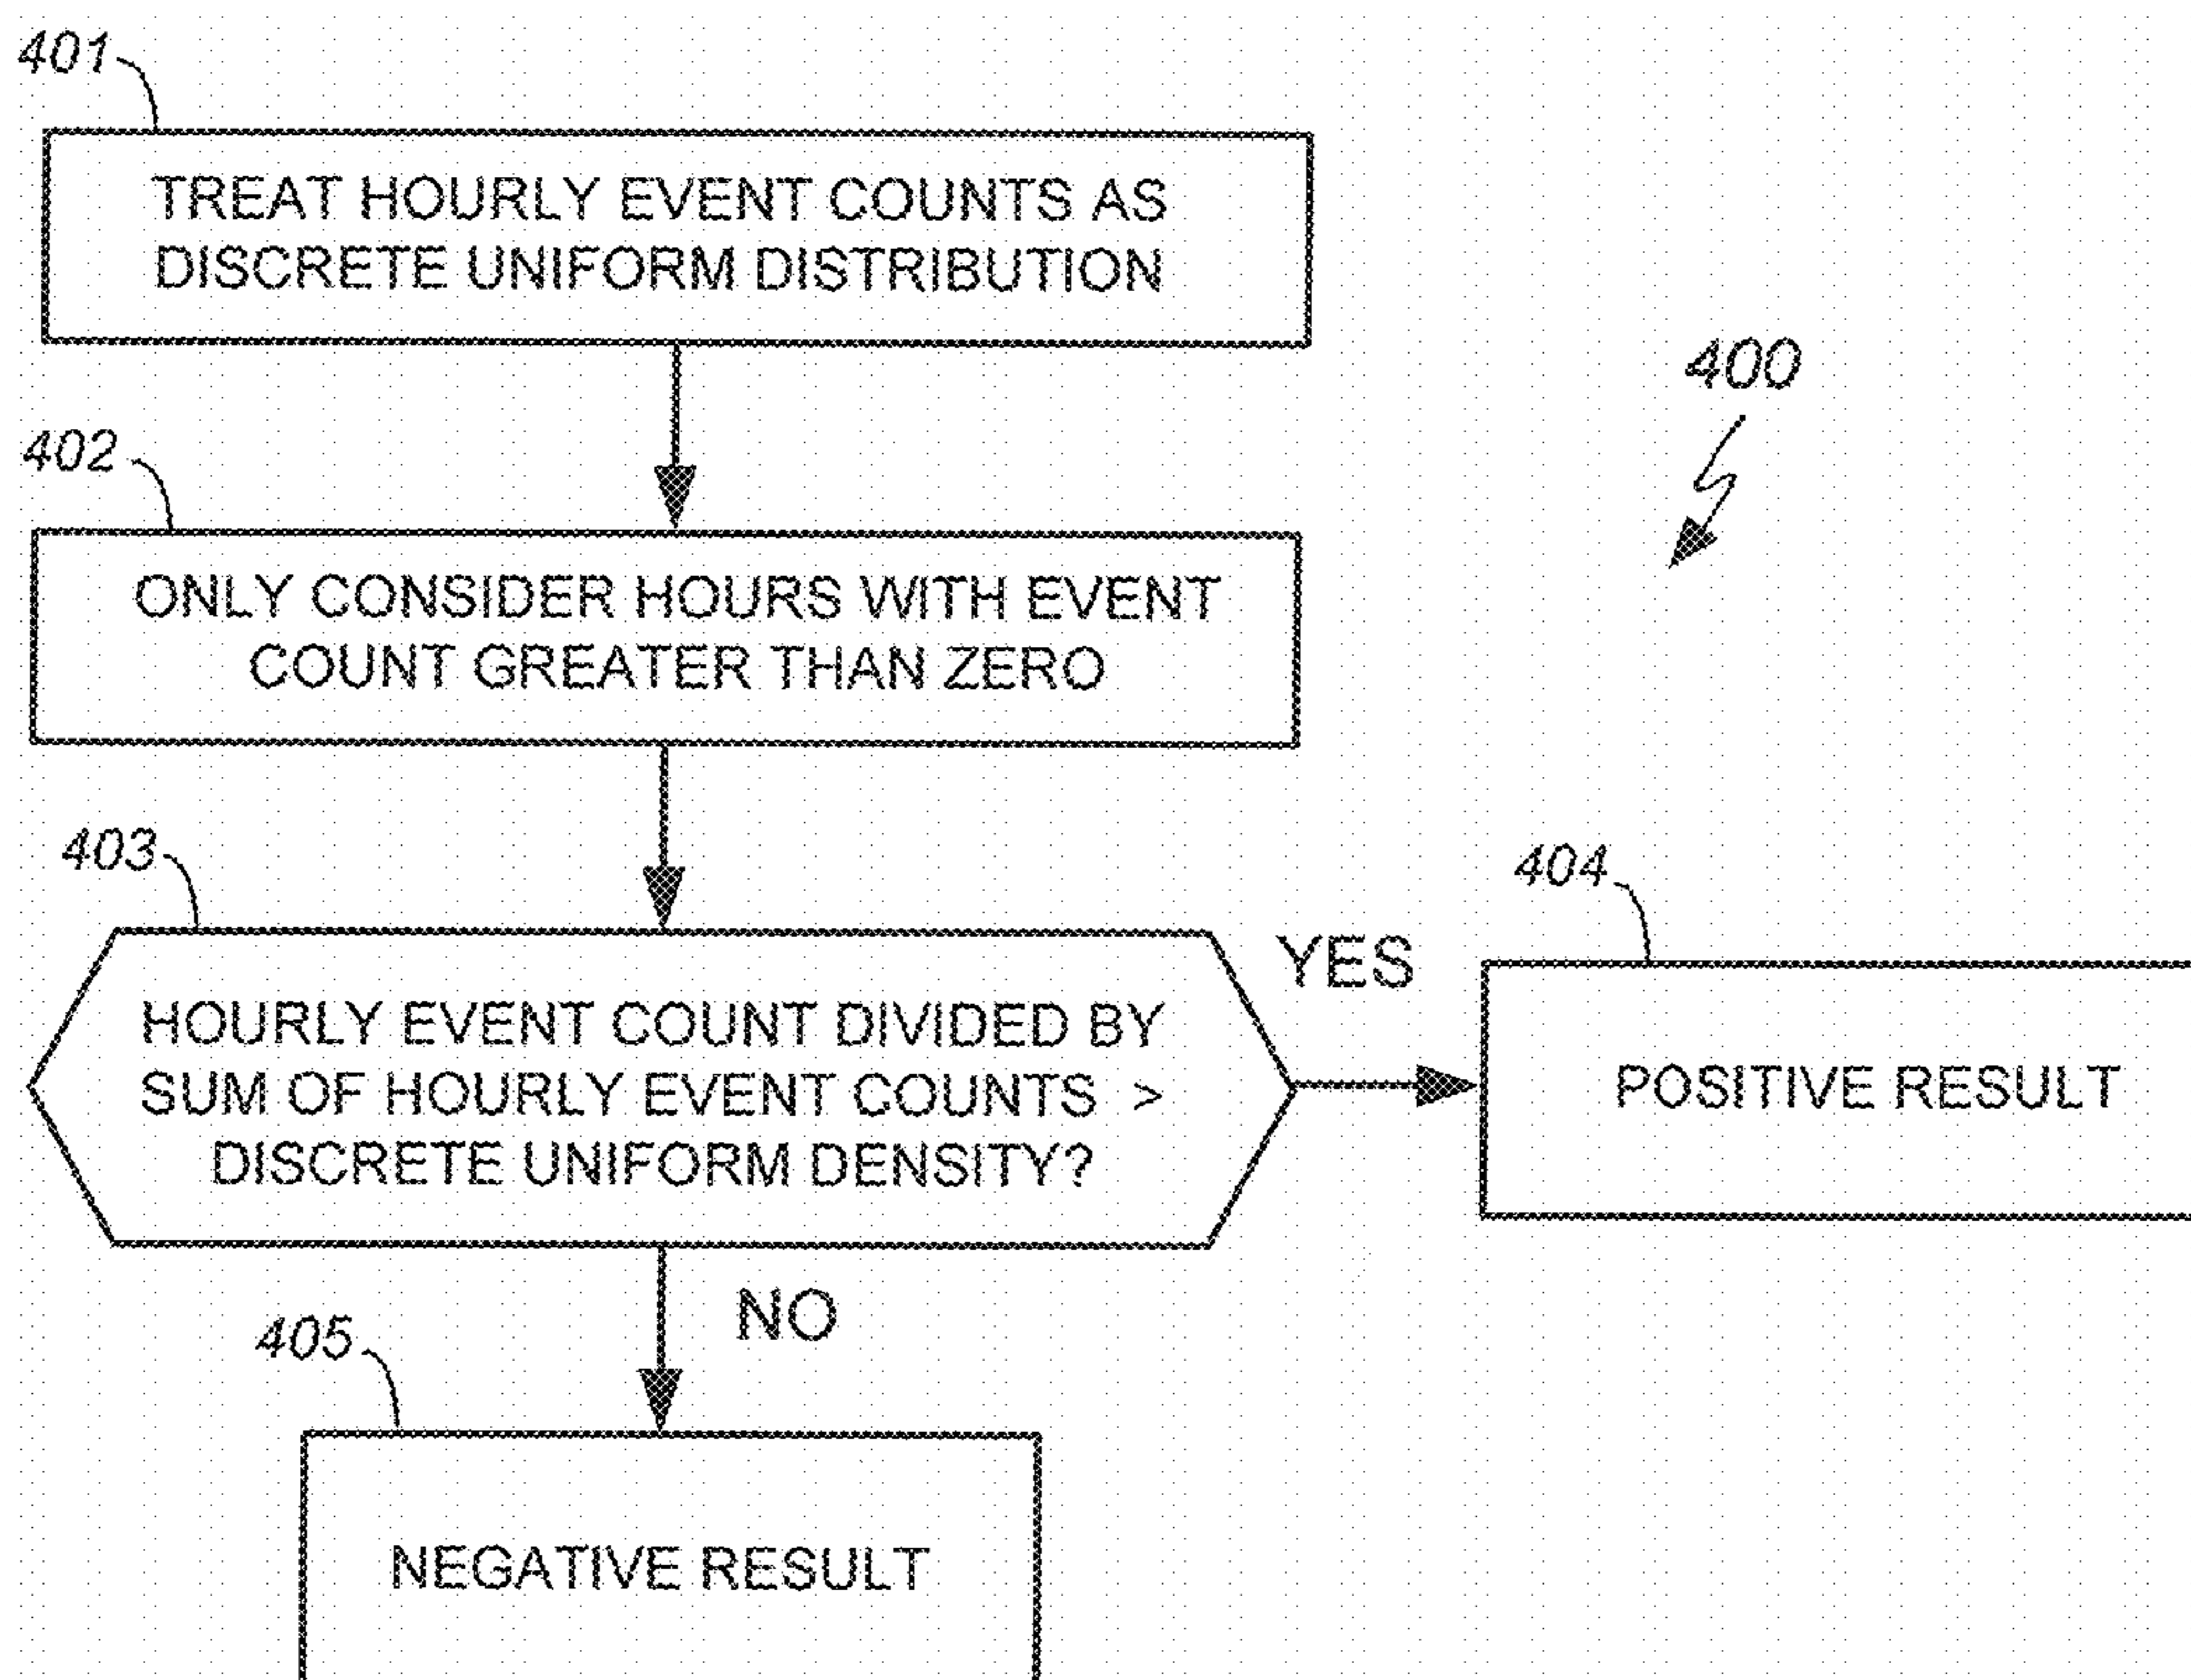 401
TREAT HOURLY EVENT COUNTS AS
DISCRETE UNIFORM DISTRIBUTION
400
402
ONLY CONSIDER HOURS WITH EVENT
COUNT GREATER THAN ZERO
403
404
HOURLY EVENT COUNT DIVIDED BY
SUM OF HOURLY EVENT COUNTS >
DISCRETE UNIFORM DENSITY?
YES
POSITIVE RESULT
NO
405
NEGATIVE RESULT